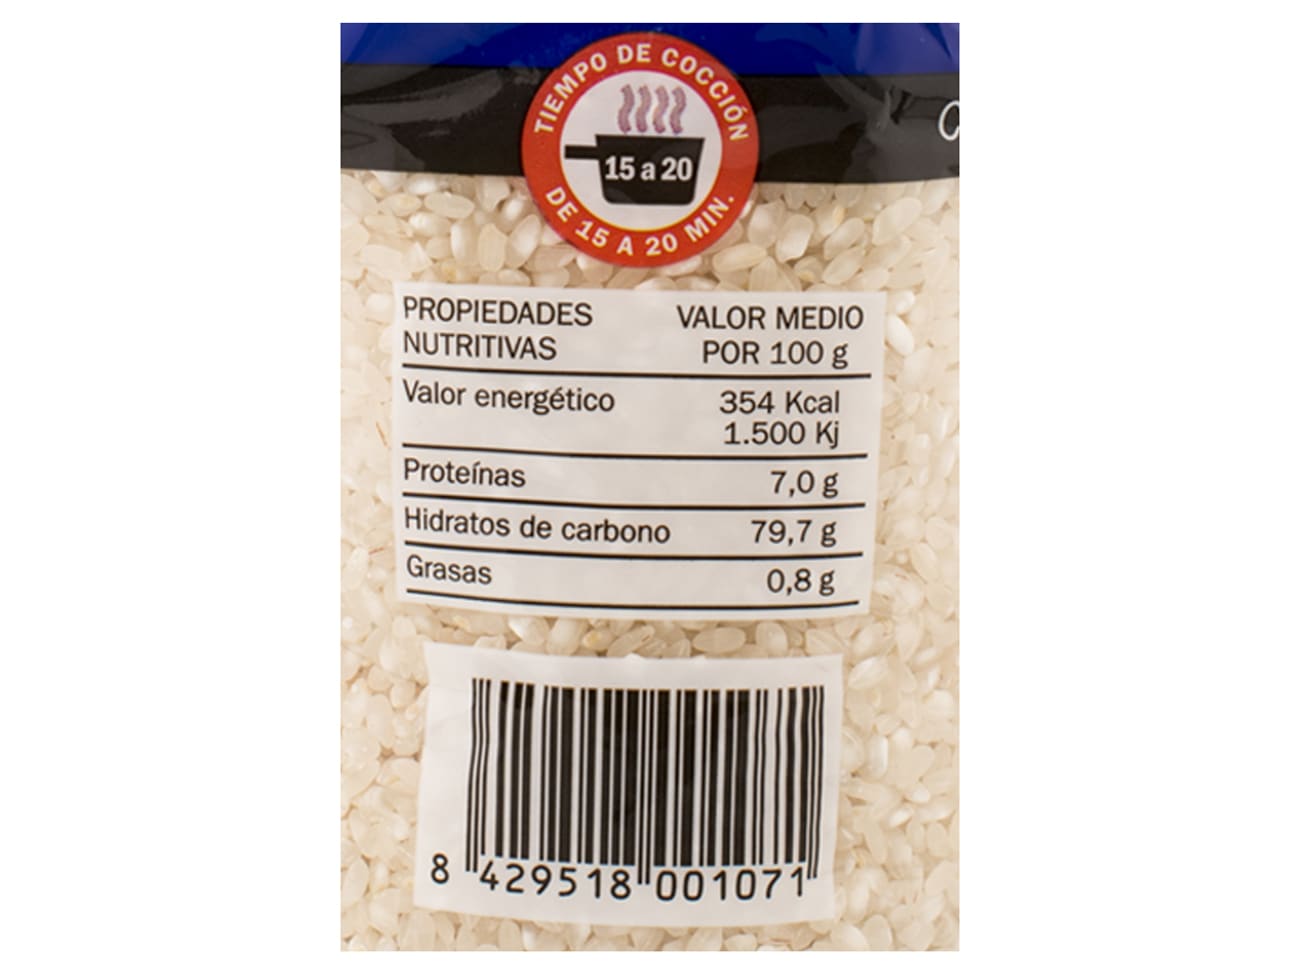 TIEMPO DE COCCIÓN
15 a 20
DE 15 A 20 MIN.
PROPIEDADES NUTRITIVAS
VALOR MEDIO POR 100 g
Valor energético 354 Kcal
1.500 Kj
Proteínas 7,0 g
Hidratos de carbono 79,7 g
Grasas 0,8 g
8 429518 001071